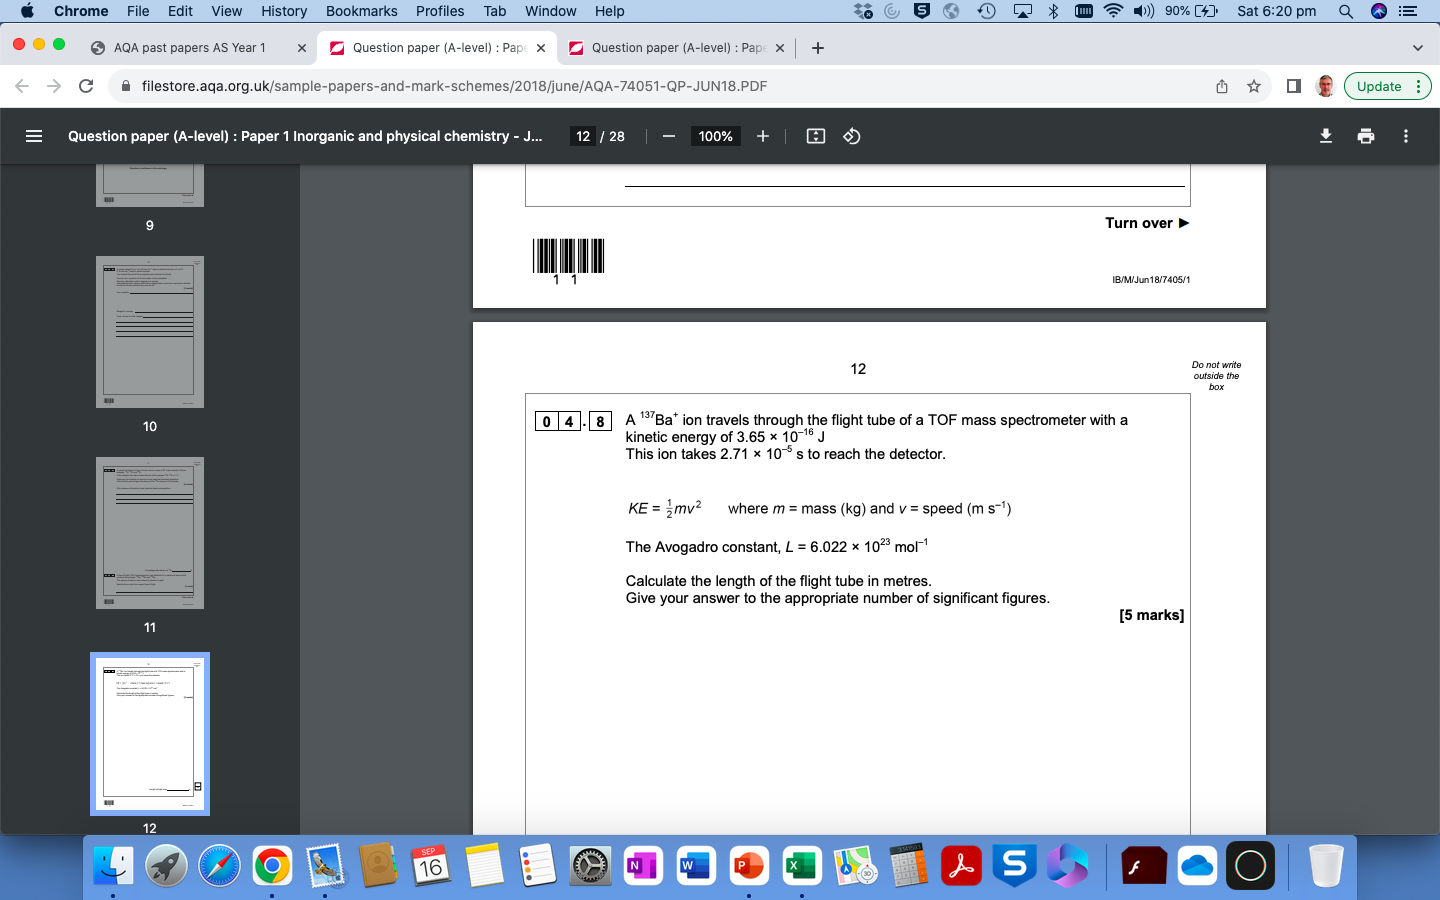 Chrome File Edit View History Bookmarks Profiles Tab Window Help 90% Sat 6:20 pm
AQA past papers AS Year 1
Question paper (A-level) : Pape
Question paper (A-level) : Pape
filestore.aqa.org.uk/sample-papers-and-mark-schemes/2018/june/AQA-74051-QP-JUN18.PDF
Update
Question paper (A-level) : Paper 1 Inorganic and physical chemistry - J...
12 / 28
100%
9
10
11
12
Turn over ►
1 1
IB/M/Jun18/7405/1
12
Do not write
outside the
box
0 4 . 8 A ¹³⁷Ba⁺ ion travels through the flight tube of a TOF mass spectrometer with a
kinetic energy of 3.65 × 10⁻¹⁶ J
This ion takes 2.71 × 10⁻⁵ s to reach the detector.
KE = ½mv² where m = mass (kg) and v = speed (m s⁻¹)
The Avogadro constant, L = 6.022 × 10²³ mol⁻¹
Calculate the length of the flight tube in metres.
Give your answer to the appropriate number of significant figures.
[5 marks]
SEP
16
N
W
P
X
3D
S
f